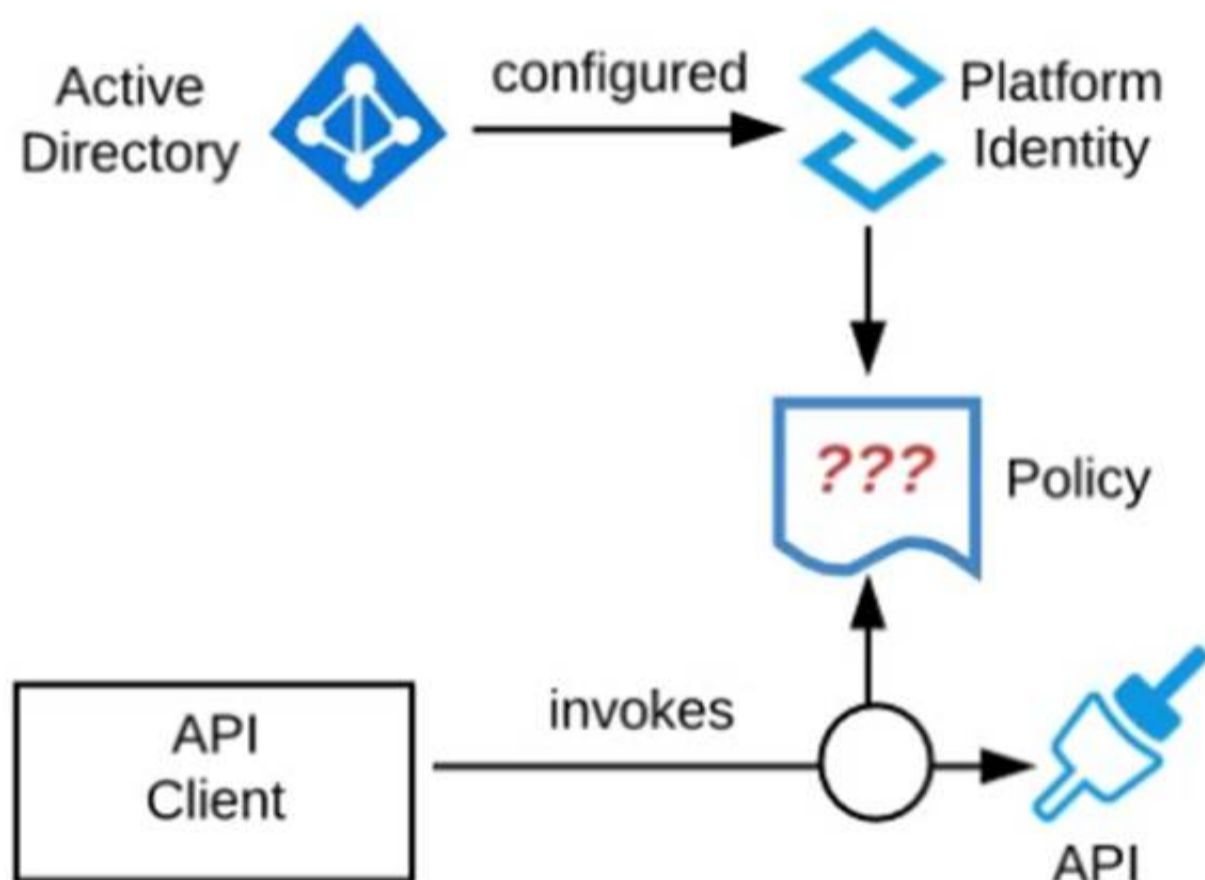 Active
Directory
configured
Platform
Identity
???
Policy
API
Client
invokes
API